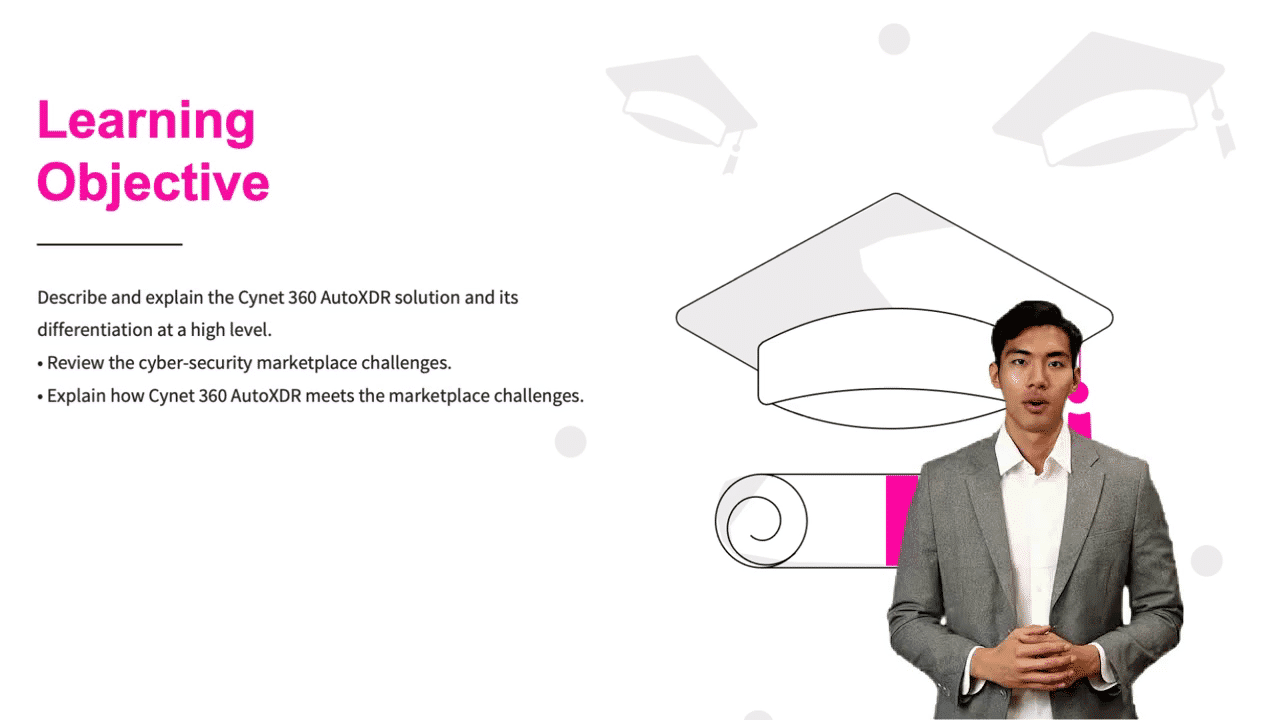 Learning
Objective
Describe and explain the Cynet 360 AutoXDR solution and its
differentiation at a high level.
• Review the cyber-security marketplace challenges.
• Explain how Cynet 360 AutoXDR meets the marketplace challenges.